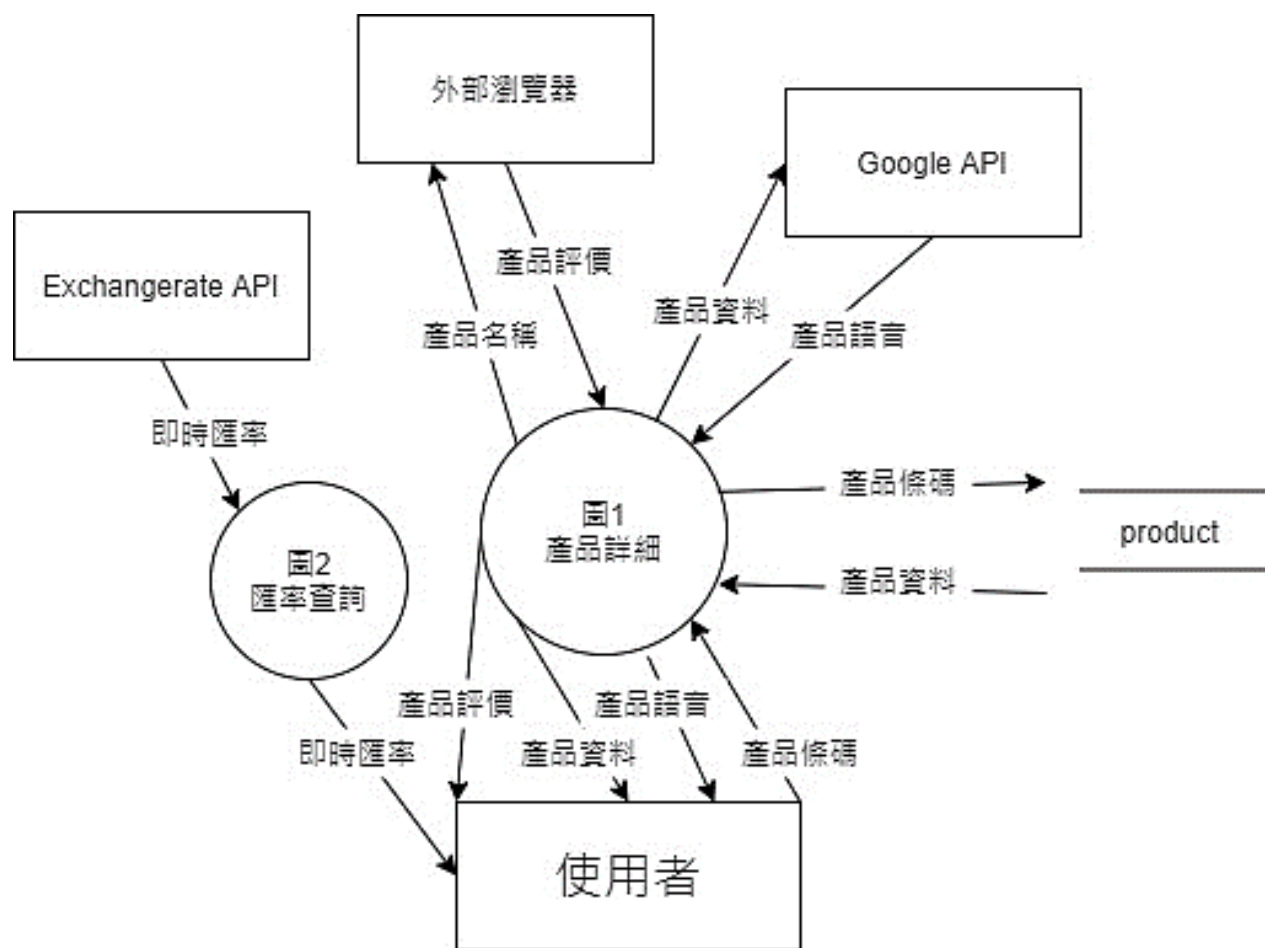 外部瀏覽器
Google API
Exchangerate API
產品評價
產品資料
產品名稱
產品語音
即時匯率
產品條碼
圖1
產品詳細
product
圖2
匯率查詢
產品資料
產品評價
產品語音
即時匯率
產品資料
產品條碼
使用者